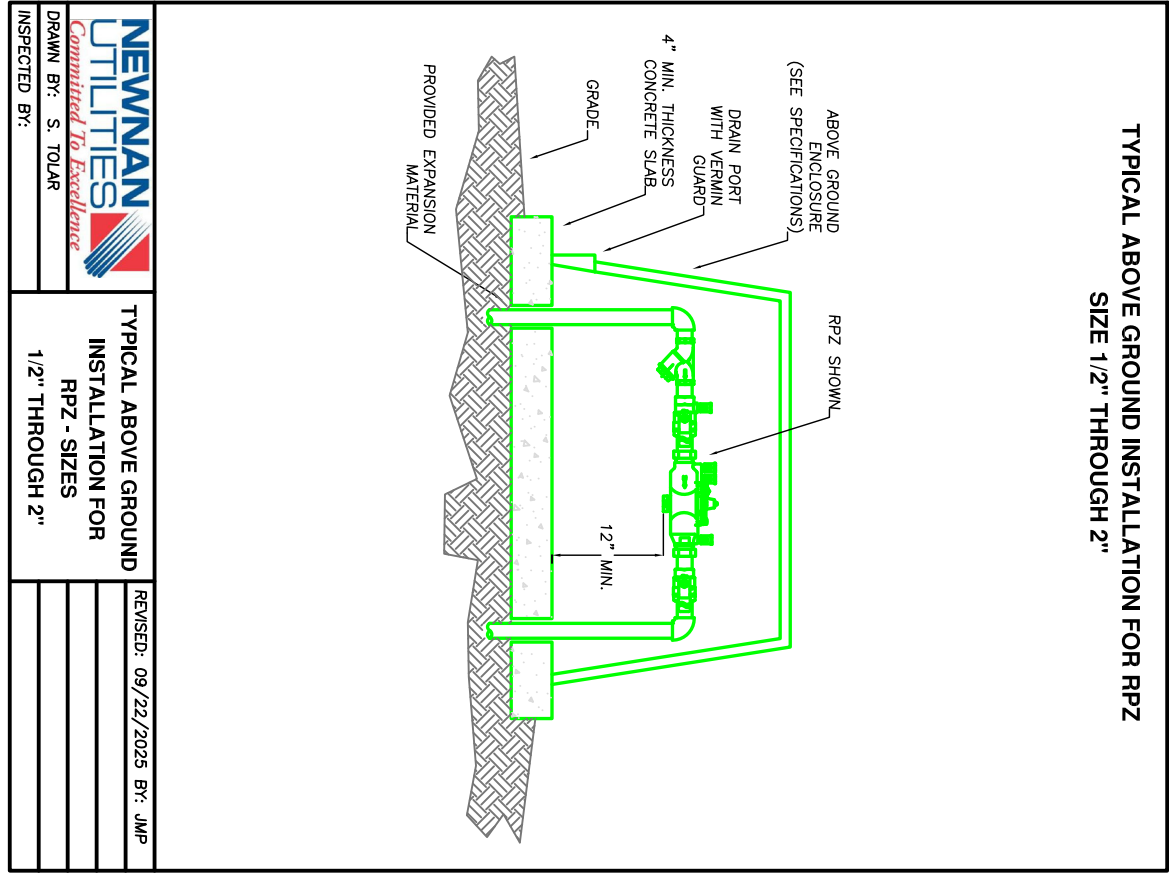 TYPICAL ABOVE GROUND INSTALLATION FOR RPZ
SIZE 1/2" THROUGH 2"
ABOVE GROUND
ENCLOSURE
(SEE SPECIFICATIONS)
RPZ SHOWN
DRAIN PORT
WITH VERMIN
GUARD
4" MIN. THICKNESS
CONCRETE SLAB
GRADE
12" MIN.
PROVIDED EXPANSION
MATERIAL
NEWNAN
UTILITIES
Committed To Excellence
DRAWN BY: S. TOLAR
INSPECTED BY:
TYPICAL ABOVE GROUND
INSTALLATION FOR
RPZ - SIZES
1/2" THROUGH 2"
REVISED: 09/22/2025 BY: JMP